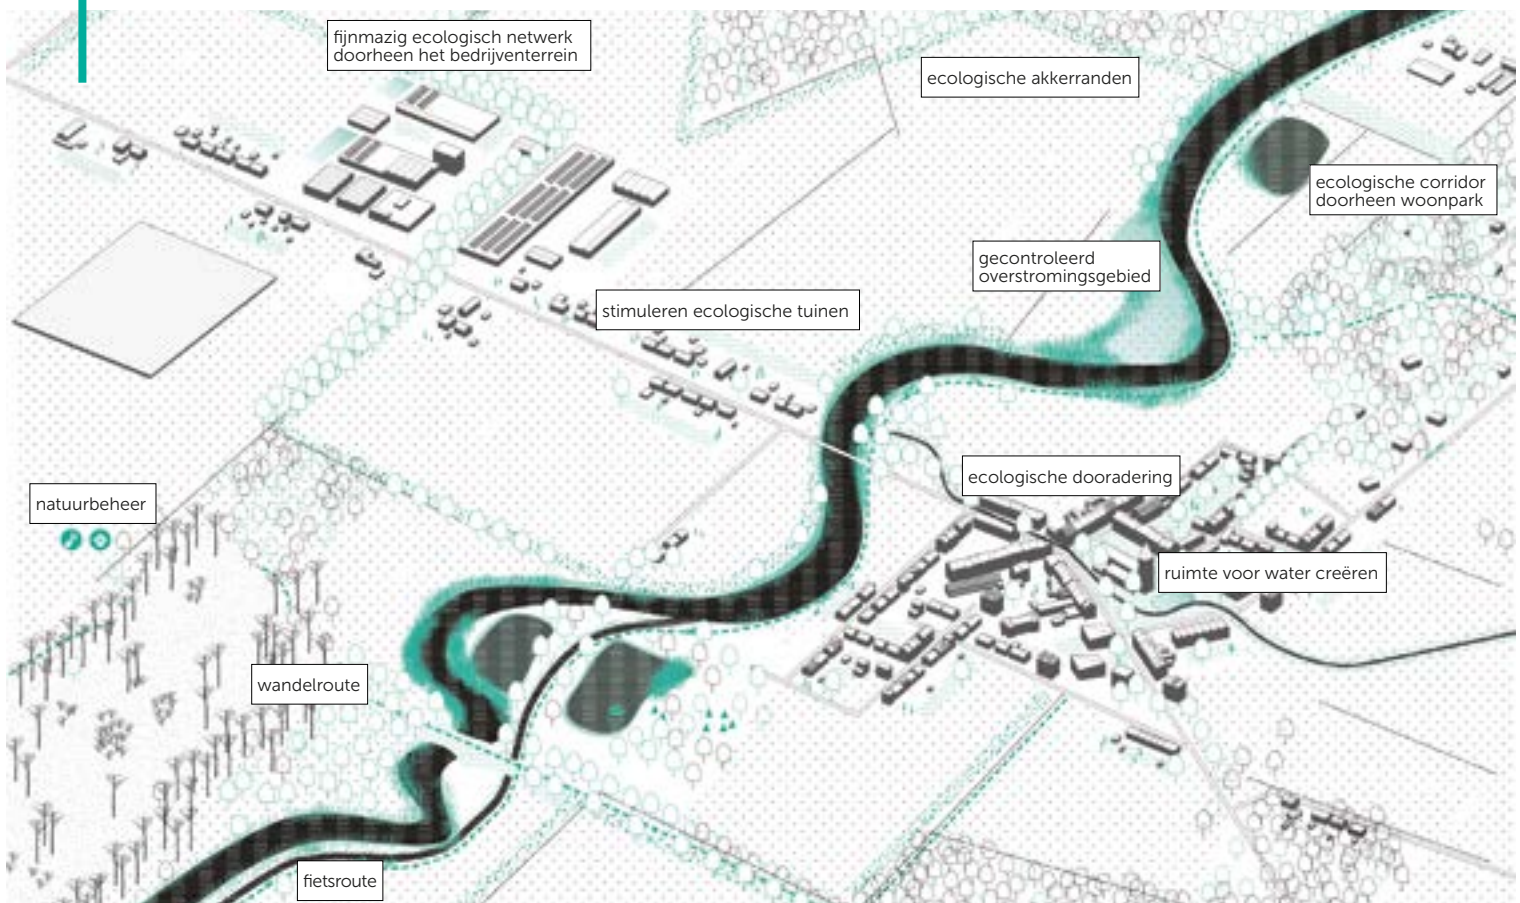 fijnmazig ecologisch netwerk
doorheen het bedrijventerrein
ecologische akkerranden
ecologische corridor
doorheen woonpark
gecontroleerd
overstromingsgebied
stimuleren ecologische tuinen
ecologische dooradering
natuurbeheer
ruimte voor water creëren
wandelroute
fietsroute